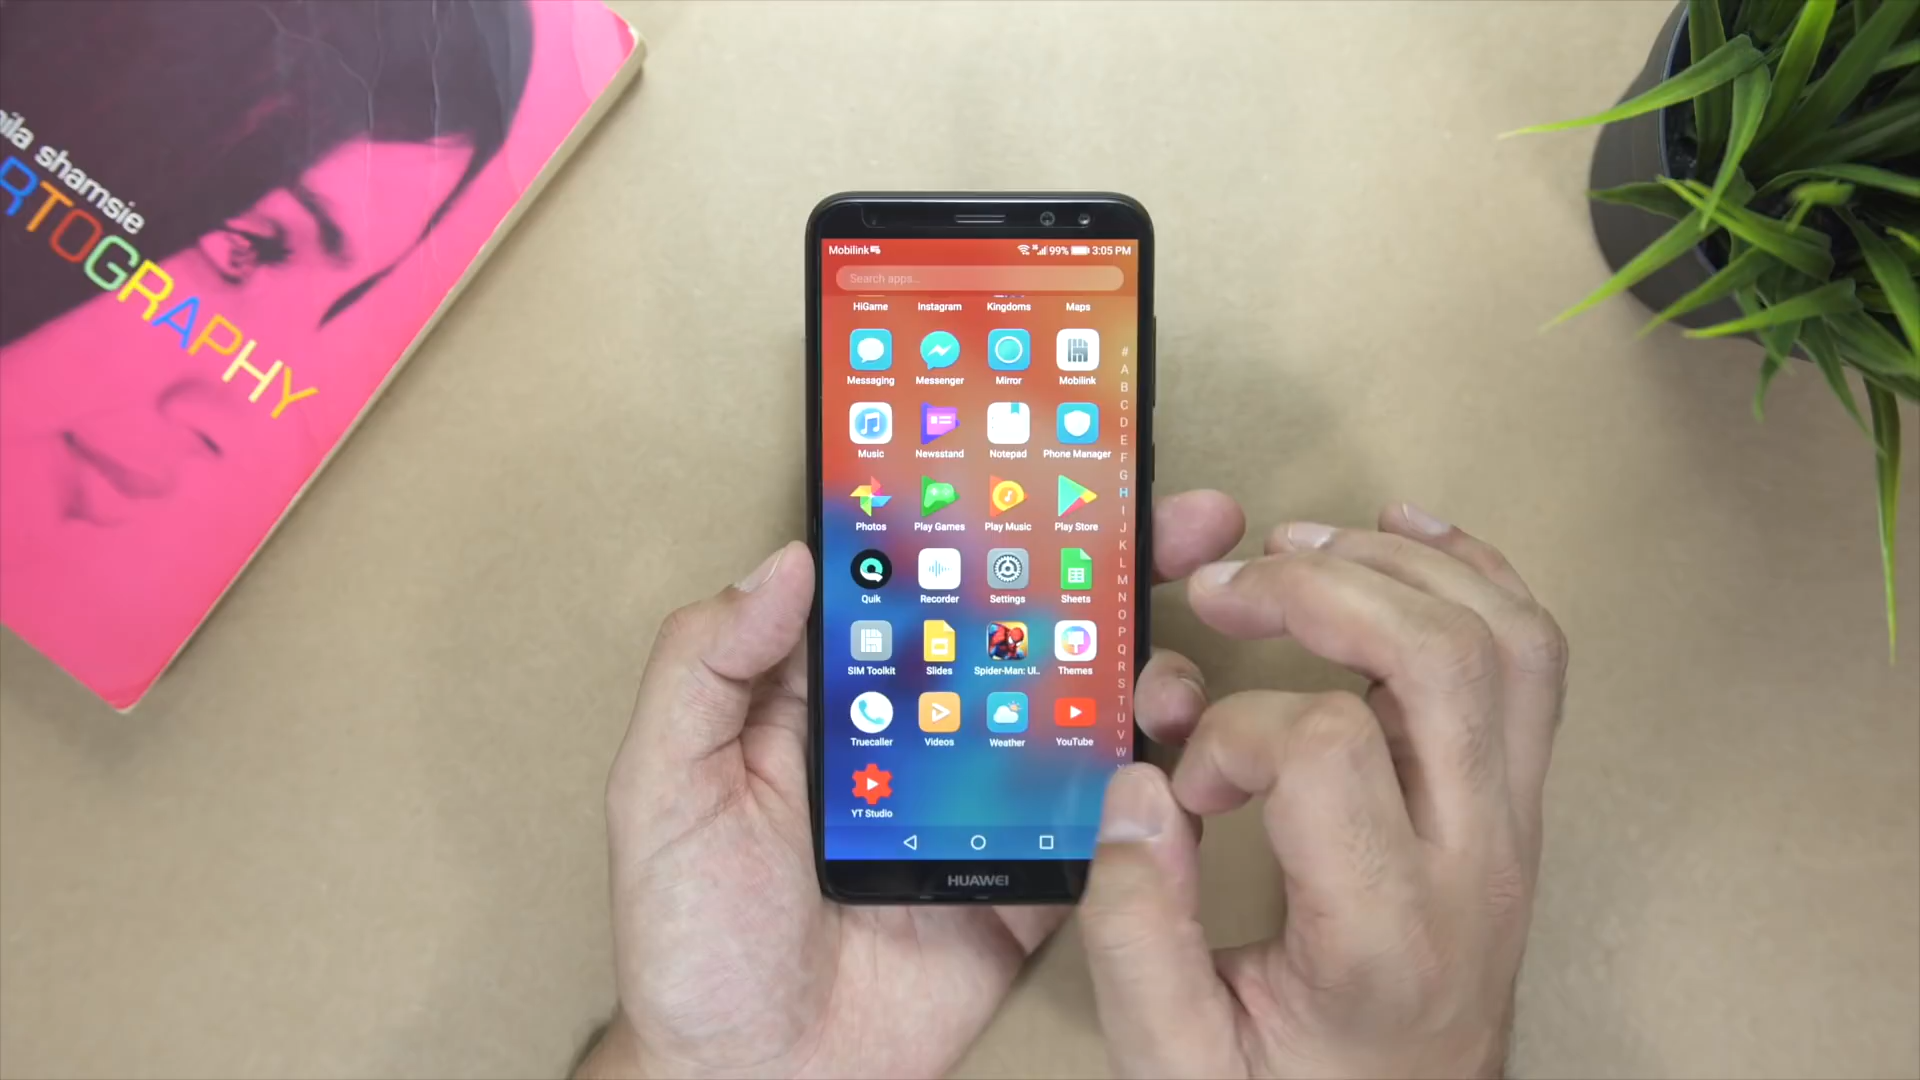 ila shamsie
RTOGRAPHY
Mobilink
99% 3:05 PM
Search apps...
HiGame Instagram Kingdoms Maps
Messaging Messenger Mirror Mobilink
Music Newsstand Notepad Phone Manager
Photos Play Games Play Music Play Store
Quik Recorder Settings Sheets
SIM Toolkit Slides Spider-Man: Ul.. Themes
Truecaller Videos Weather YouTube
YT Studio
#
A
B
C
D
E
F
G
H
I
J
K
L
M
N
O
P
Q
R
S
T
U
V
W
HUAWEI